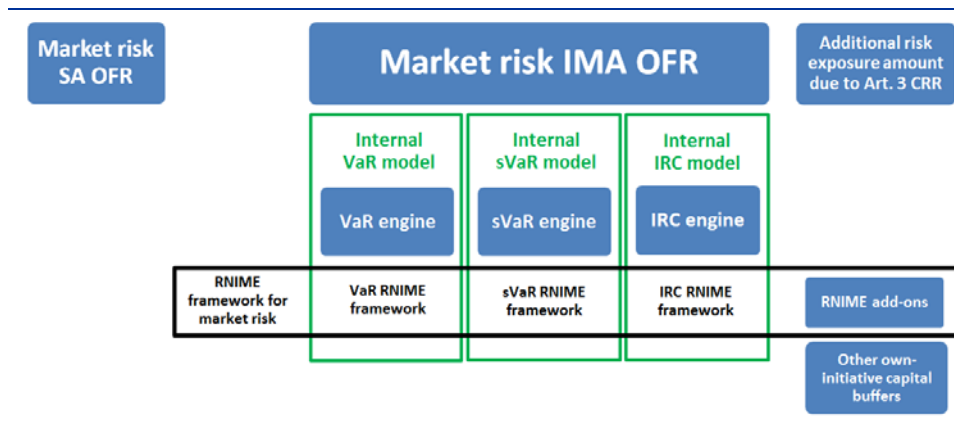 Market risk
SA OFR
Market risk IMA OFR
Additional risk
exposure amount
due to Art. 3 CRR
Internal
VaR model
Internal
sVaR model
Internal
IRC model
VaR engine
sVaR engine
IRC engine
RNIME
framework for
market risk
VaR RNIME
framework
sVaR RNIME
framework
IRC RNIME
framework
RNIME add-ons
Other own-
initiative capital
buffers